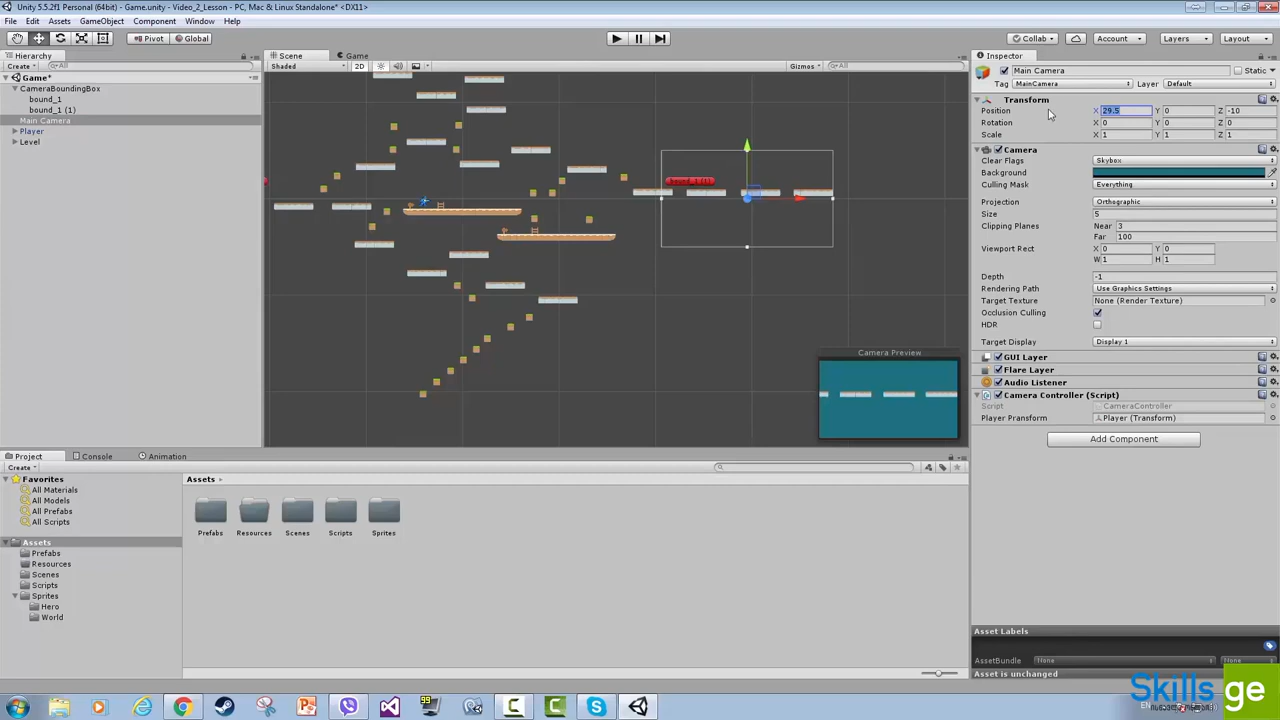 Unity 5.5.2f1 Personal (64bit) - Game.unity - Video_2_Lesson - PC, Mac & Linux Standalone* <DX11>
File Edit Assets GameObject Component Window Help
Pivot Global Collab Account Layers Layout
Hierarchy Scene Game Inspector
Create All Shaded 2D Gizmos All
Main Camera Static
Game*
Tag MainCamera Layer Default
CameraBoundingBox
bound_1
bound_1 (1)
Main Camera
Player
Level
bound_1 (1)
Transform
Position X 29.5 Y 0 Z -10
Rotation X 0 Y 0 Z 0
Scale X 1 Y 1 Z 1
Camera
Clear Flags Skybox
Background
Culling Mask Everything
Projection Orthographic
Size 5
Clipping Planes Near 3
Far 100
Viewport Rect X 0 Y 0
W 1 H 1
Depth -1
Rendering Path Use Graphics Settings
Target Texture None (Render Texture)
Occlusion Culling
HDR
Target Display Display 1
Camera Preview
GUI Layer
Flare Layer
Audio Listener
Camera Controller (Script)
Script CameraController
Player Transform Player (Transform)
Add Component
Project Console Animation
Create
Favorites
All Materials
All Models
All Prefabs
All Scripts
Assets
Prefabs
Resources
Scenes
Scripts
Sprites
Hero
World
Assets
Prefabs Resources Scenes Scripts Sprites
Asset Labels
AssetBundle None None
Asset is unchanged
Skills ge
99